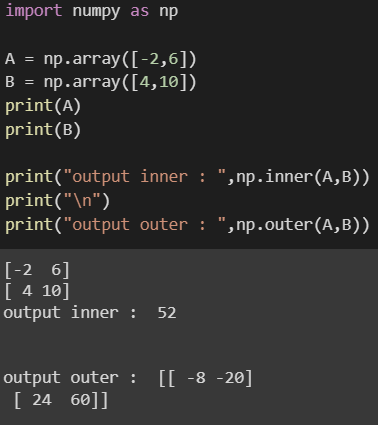 import numpy as np
A = np.array([-2,6])
B = np.array([4,10])
print(A)
print(B)
print("output inner : ",np.inner(A,B))
print("\n")
print("output outer : ",np.outer(A,B))
[-2  6]
[ 4 10]
output inner :  52
output outer :  [[ -8 -20]
 [ 24  60]]